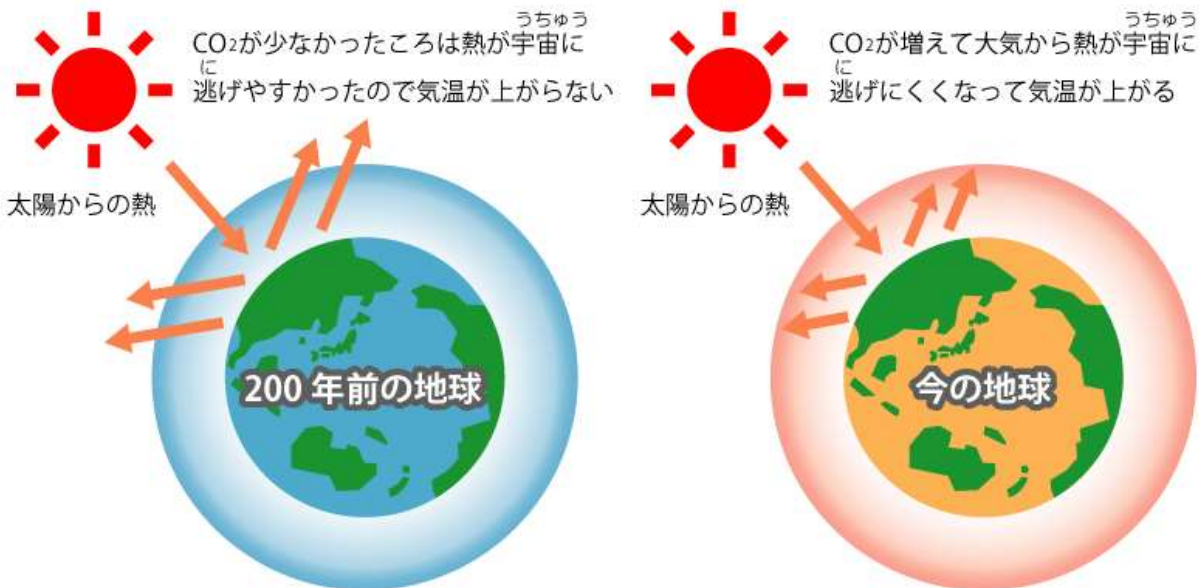 うちゅう
CO2が少なかったころは熱が宇宙に
に
逃げやすかったので気温が上がらない
太陽からの熱
200年前の地球
うちゅう
CO2が増えて大気から熱が宇宙に
に
逃げにくくなって気温が上がる
太陽からの熱
今の地球